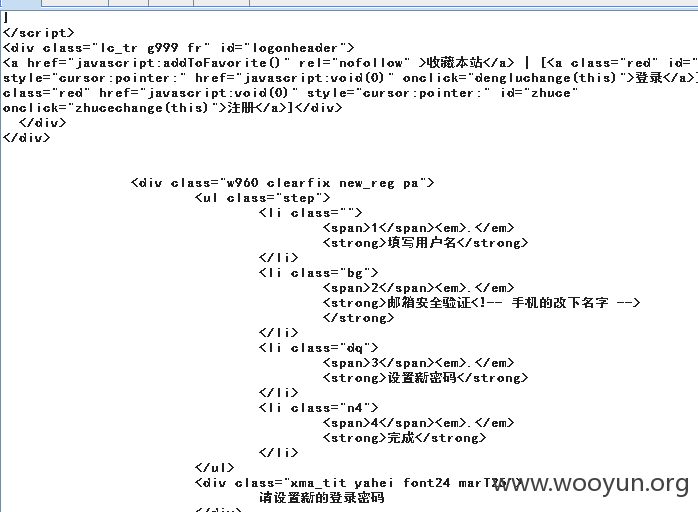 ]
</script>
<div class="lc_tr g999 fr" id="logonheader">
<a href="javascript:addToFavorite()" rel="nofollow" >收藏本站</a> | [<a class="red" id="
style="cursor:pointer:" href="javascript:void(0)" onclick="dengluchange(this)">登录</a>]
class="red" href="javascript:void(0)" style="cursor:pointer:" id="zhuce"
onclick="zhucechange(this)">注册</a>]</div>
</div>
</div>
<div class="w960 clearfix new_reg pa">
<ul class="step">
<li class="">
<span>1</span><em>.</em>
<strong>填写用户名</strong>
</li>
<li class="bg">
<span>2</span><em>.</em>
<strong>邮箱安全验证<!-- 手机的改下名字 -->
</strong>
</li>
<li class="dq">
<span>3</span><em>.</em>
<strong>设置新密码</strong>
</li>
<li class="n4">
<span>4</span><em>.</em>
<strong>完成</strong>
</li>
</ul>
<div class="xma_tit yahei font24 marT25">
www.wooyun.org
请设置新的登录密码
</div>